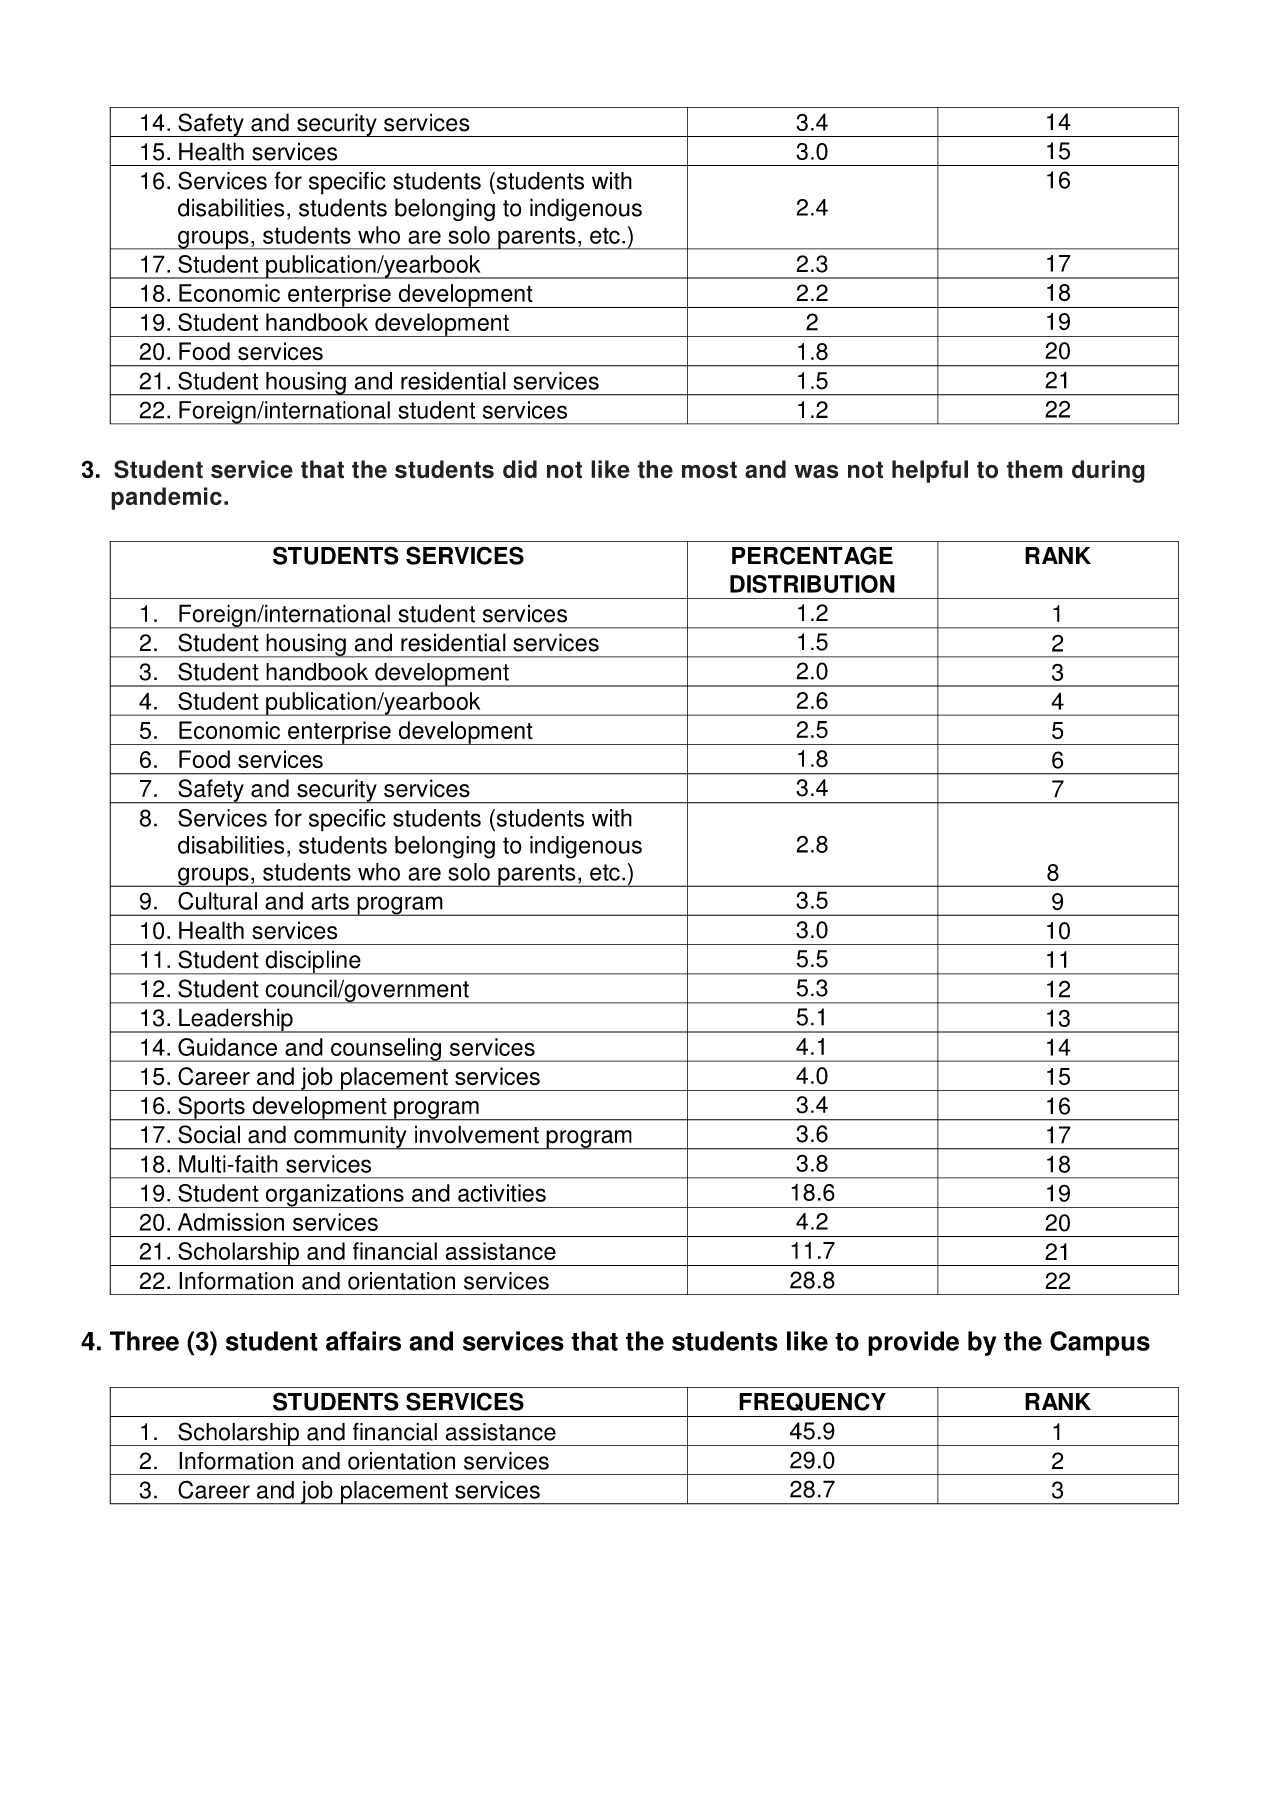 14. Safety and security services 3.4 14
15. Health services 3.0 15
16. Services for specific students (students with 16
disabilities, students belonging to indigenous 2.4
groups, students who are solo parents, etc.)
17. Student publication/yearbook 2.3 17
18. Economic enterprise development 2.2 18
19. Student handbook development 2 19
20. Food services 1.8 20
21. Student housing and residential services 1.5 21
22. Foreign/international student services 1.2 22
3. Student service that the students did not like the most and was not helpful to them during
pandemic.
STUDENTS SERVICES PERCENTAGE RANK
DISTRIBUTION
1. Foreign/international student services 1.2 1
2. Student housing and residential services 1.5 2
3. Student handbook development 2.0 3
4. Student publication/yearbook 2.6 4
5. Economic enterprise development 2.5 5
6. Food services 1.8 6
7. Safety and security services 3.4 7
8. Services for specific students (students with
disabilities, students belonging to indigenous 2.8
groups, students who are solo parents, etc.) 8
9. Cultural and arts program 3.5 9
10. Health services 3.0 10
11. Student discipline 5.5 11
12. Student council/government 5.3 12
13. Leadership 5.1 13
14. Guidance and counseling services 4.1 14
15. Career and job placement services 4.0 15
16. Sports development program 3.4 16
17. Social and community involvement program 3.6 17
18. Multi-faith services 3.8 18
19. Student organizations and activities 18.6 19
20. Admission services 4.2 20
21. Scholarship and financial assistance 11.7 21
22. Information and orientation services 28.8 22
4. Three (3) student affairs and services that the students like to provide by the Campus
STUDENTS SERVICES FREQUENCY RANK
1. Scholarship and financial assistance 45.9 1
2. Information and orientation services 29.0 2
3. Career and job placement services 28.7 3